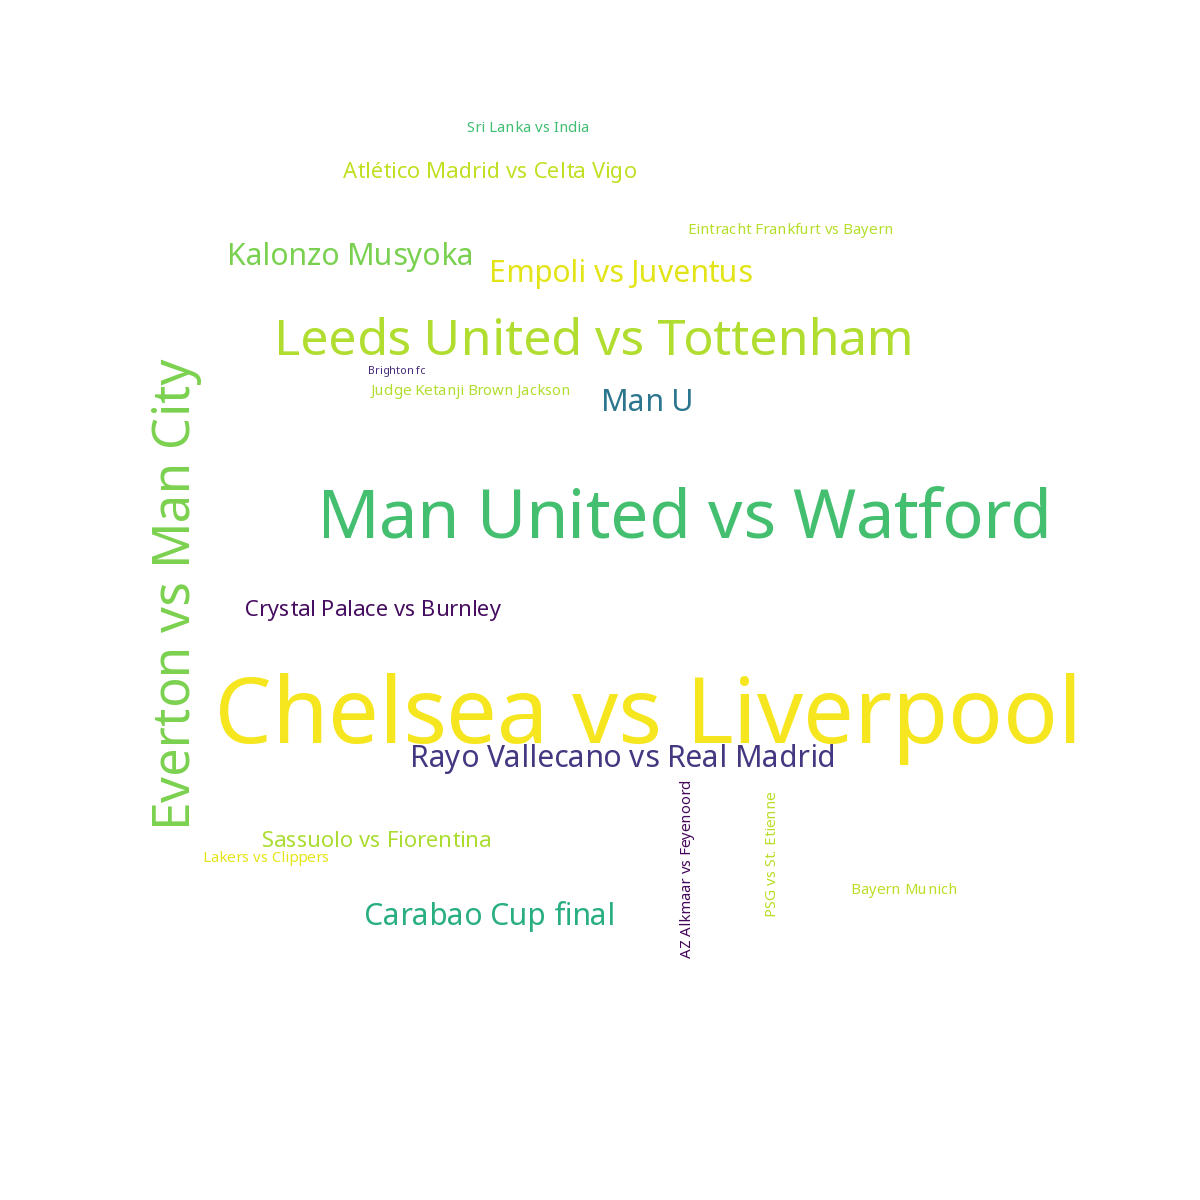 Sri Lanka vs India
Atlético Madrid vs Celta Vigo
Eintracht Frankfurt vs Bayern
Kalonzo Musyoka
Empoli vs Juventus
Leeds United vs Tottenham
Brighton fc
Judge Ketanji Brown Jackson
Man U
Everton vs Man City
Man United vs Watford
Crystal Palace vs Burnley
Chelsea vs Liverpool
Rayo Vallecano vs Real Madrid
AZ Alkmaar vs Feyenoord
PSG vs St. Etienne
Sassuolo vs Fiorentina
Lakers vs Clippers
Bayern Munich
Carabao Cup final